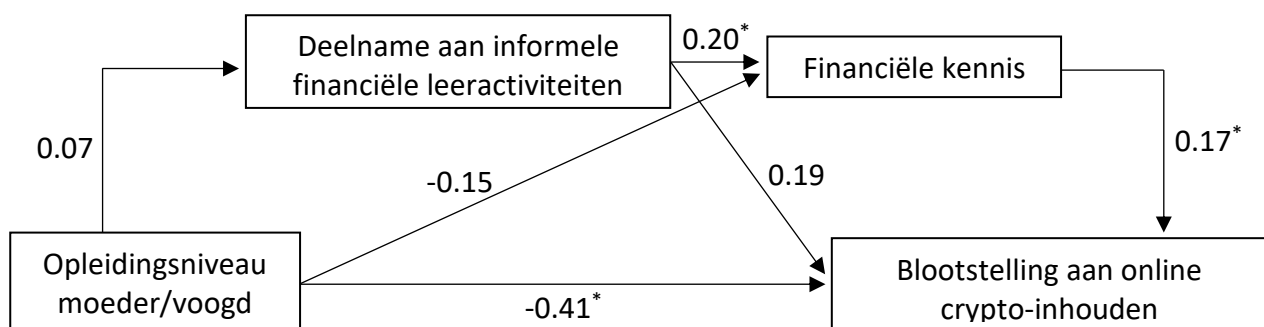 Deelname aan informele
financiële leeractiviteiten
0.20*
Financiële kennis
0.07
-0.15
0.19
0.17*
Opleidingsniveau
moeder/voogd
-0.41*
Blootstelling aan online
crypto-inhouden